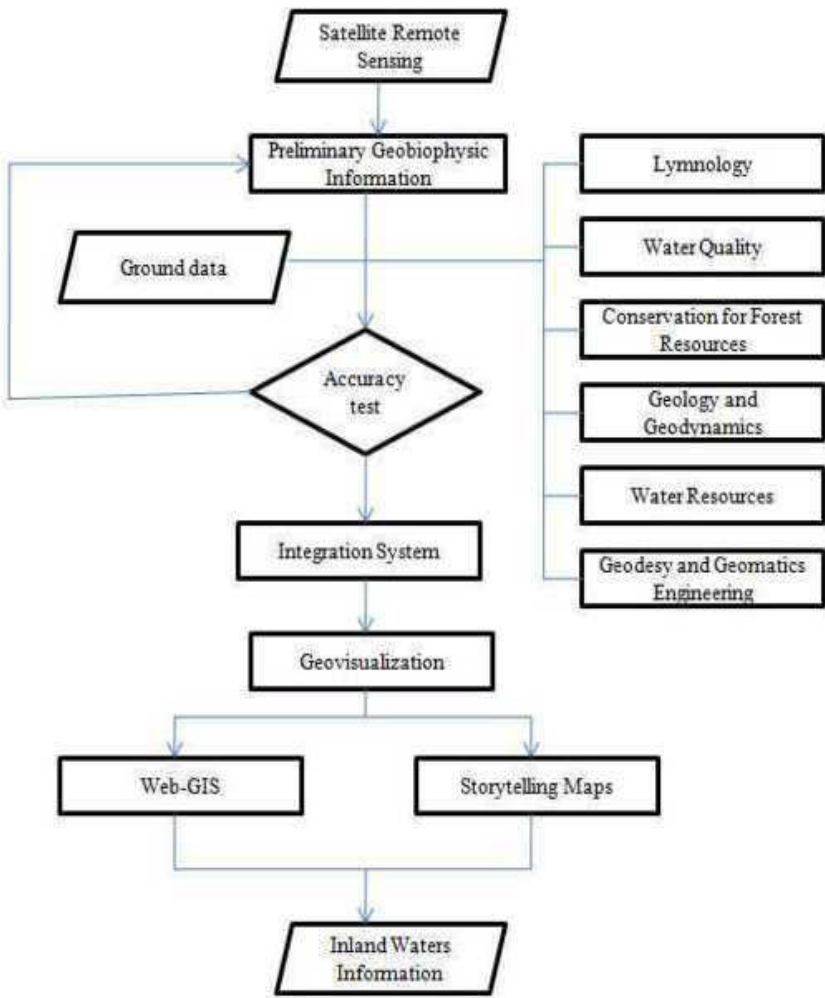 Satellite Remote
Sensing
Preliminary Geobiophysic
Information
Ground data
Accuracy
test
Integration System
Geovisualization
Web-GIS
Storytelling Maps
Inland Waters
Information
Lymnology
Water Quality
Conservation for Forest
Resources
Geology and
Geodynamics
Water Resources
Geodesy and Geomatics
Engineering